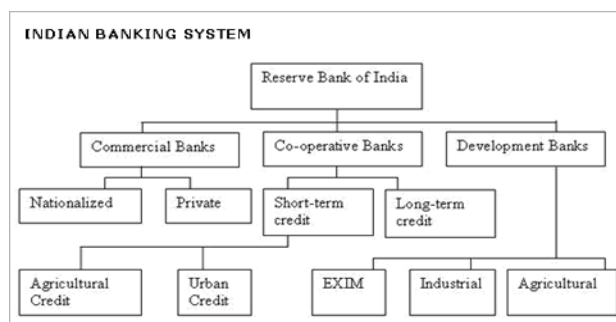 INDIAN BANKING SYSTEM
Reserve Bank of India
Commercial Banks
Co-operative Banks
Development Banks
Nationalized
Private
Short-term
credit
Long-term
credit
Agricultural
Credit
Urban
Credit
EXIM
Industrial
Agricultural